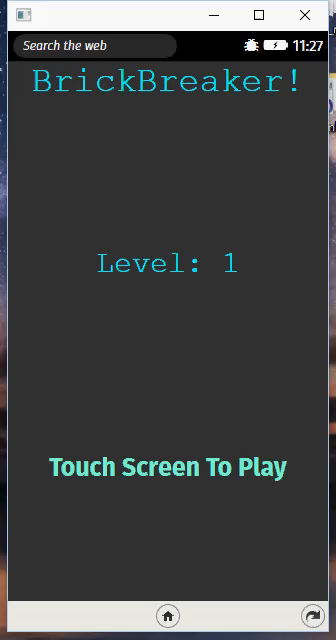 Search the web
11:27
BrickBreaker!
Level: 1
Touch Screen To Play